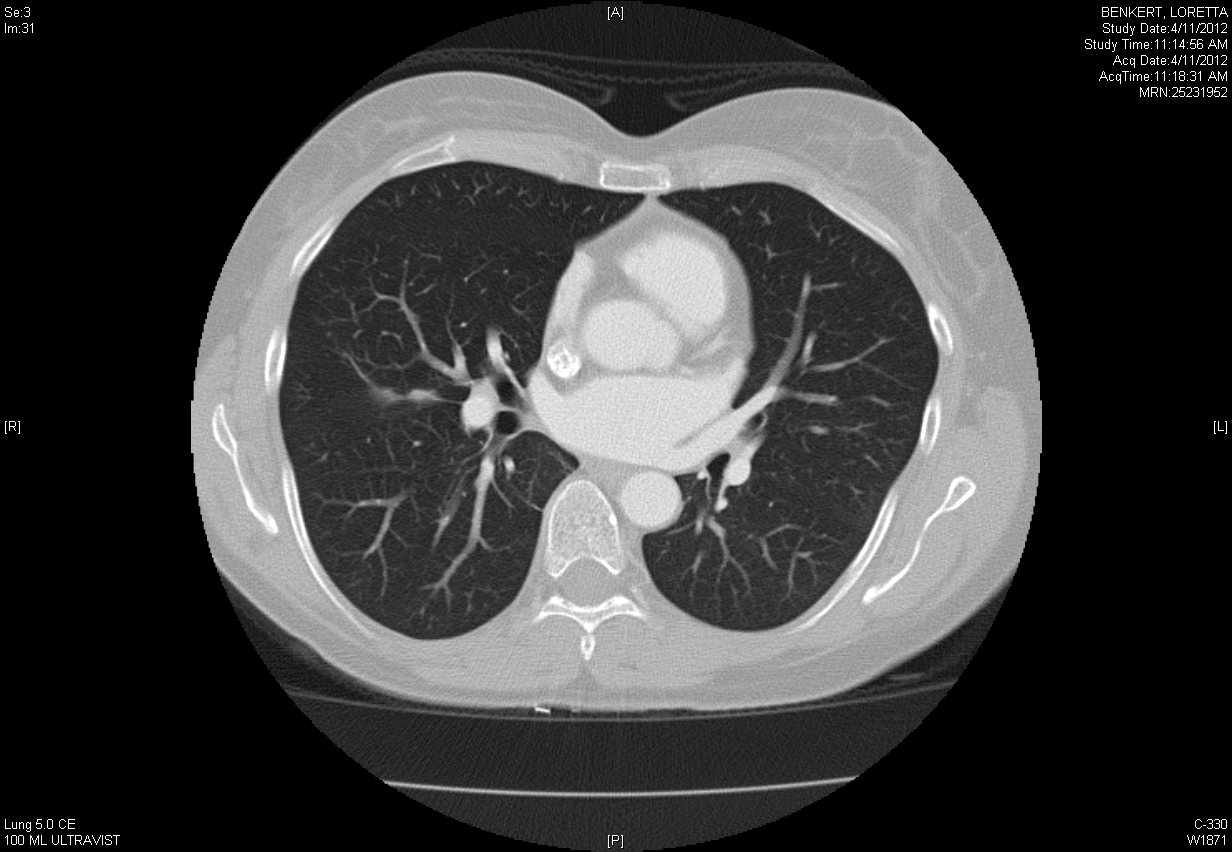 Se:3
Im:31
[A]
BENKERT, LORETTA
Study Date:4/11/2012
Study Time:11:14:56 AM
Acq Date:4/11/2012
AcqTime:11:18:31 AM
MRN:25231952
[R]
[L]
Lung 5.0 CE
100 ML ULTRAVIST
[P]
C-330
W1871